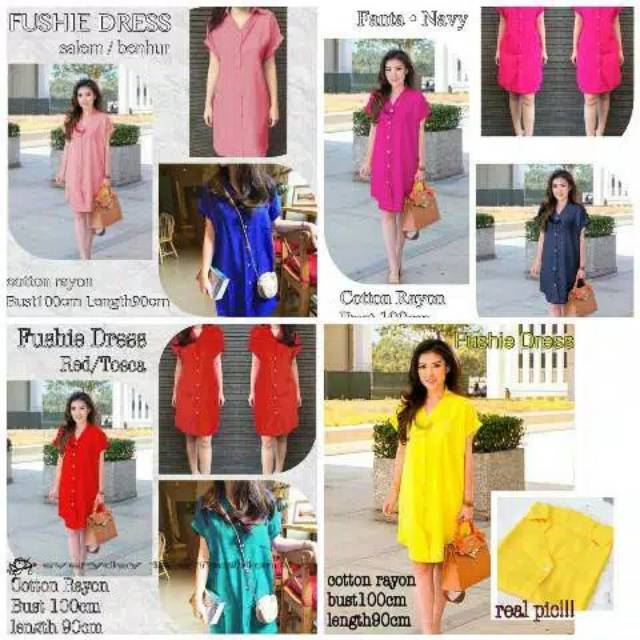 FUSHIE DRESS
salem / benhur
cotton rayon
Bust100cm Length90cm
Fanta - Navy
Cotton Rayon
Fushie Dress
Red/Tosca
Cotton Rayon
Bust 100cm
length 90cm
Fushie Dress
cotton rayon
bust100cm
length90cm
real pic!!!